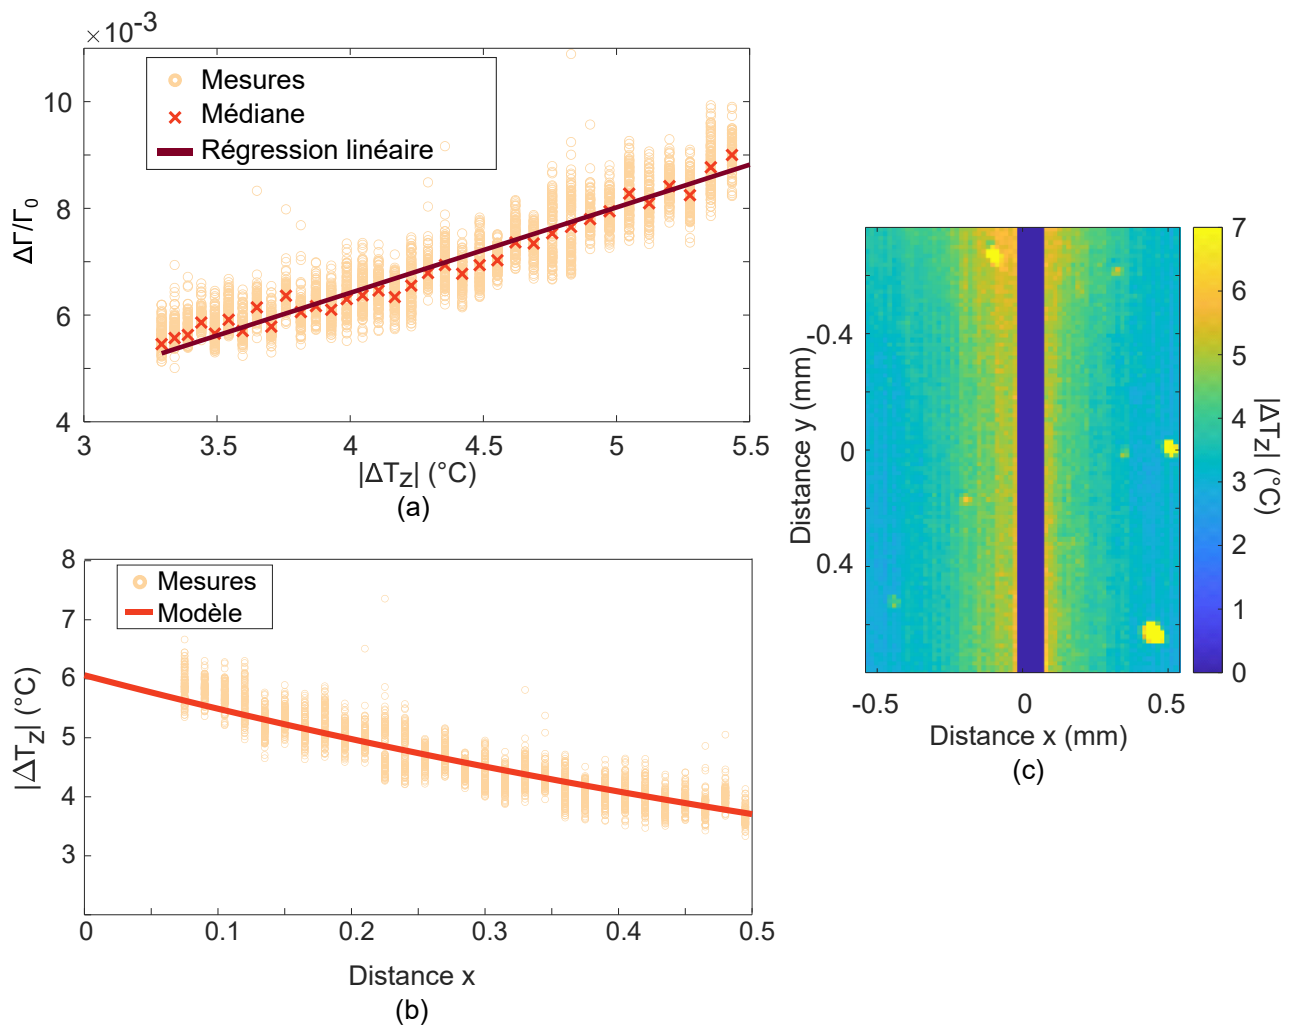 ×10⁻³
Mesures
Médiane
Régression linéaire
ΔΓ/Γ₀
10
8
6
4
3
3.5
4
4.5
5
5.5
|ΔT_Z| (°C)
(a)
8
7
6
5
4
3
Mesures
Modèle
|ΔT_Z| (°C)
0
0.1
0.2
0.3
0.4
0.5
Distance x
(b)
-0.4
0
0.4
Distance y (mm)
-0.5
0
0.5
Distance x (mm)
(c)
7
6
5
4
3
2
1
0
|ΔT_Z| (°C)